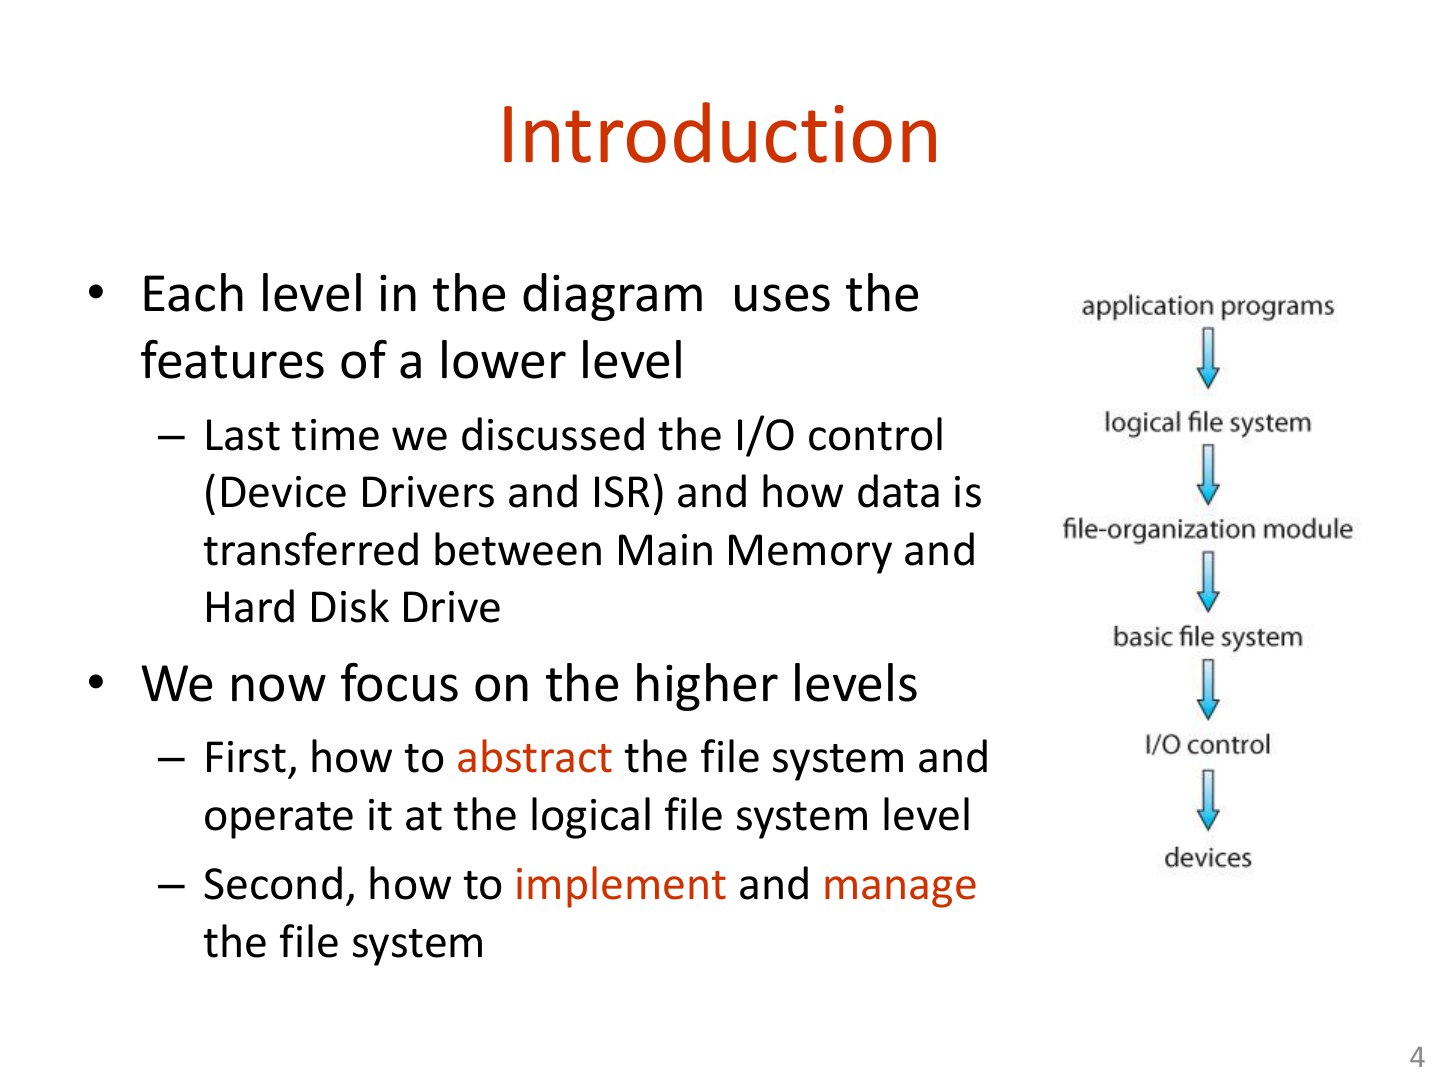 Introduction
• Each level in the diagram uses the
features of a lower level
– Last time we discussed the I/O control
(Device Drivers and ISR) and how data is
transferred between Main Memory and
Hard Disk Drive
• We now focus on the higher levels
– First, how to abstract the file system and
operate it at the logical file system level
– Second, how to implement and manage
the file system
application programs
logical file system
file-organization module
basic file system
I/O control
devices
4